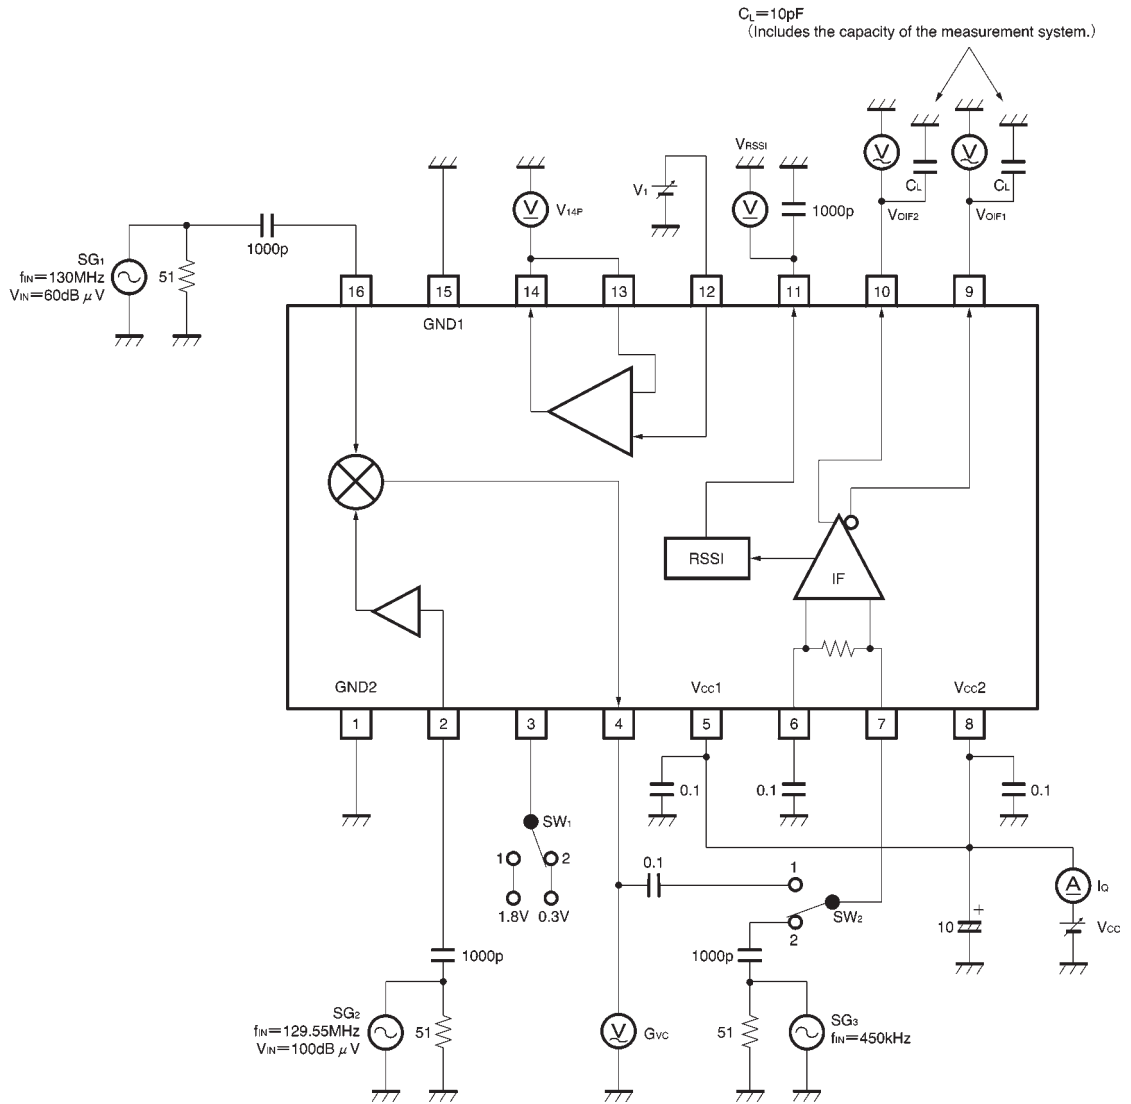 CL＝10pF
（Includes the capacity of the measurement system.）
VRSSI
V
V
V1
V
V14P
V
1000p
CL
CL
VOIF2
VOIF1
1000p
SG1
fIN＝130MHz
VIN＝60dBμV
51
16
15
14
13
12
11
10
9
GND1
RSSI
IF
GND2
VCC1
VCC2
1
2
3
4
5
6
7
8
0.1
0.1
0.1
SW1
1
2
1.8V
0.3V
0.1
1
SW2
2
A
IQ
+
10
VCC
1000p
1000p
SG2
fIN＝129.55MHz
VIN＝100dBμV
51
V
GVC
51
SG3
fIN＝450kHz